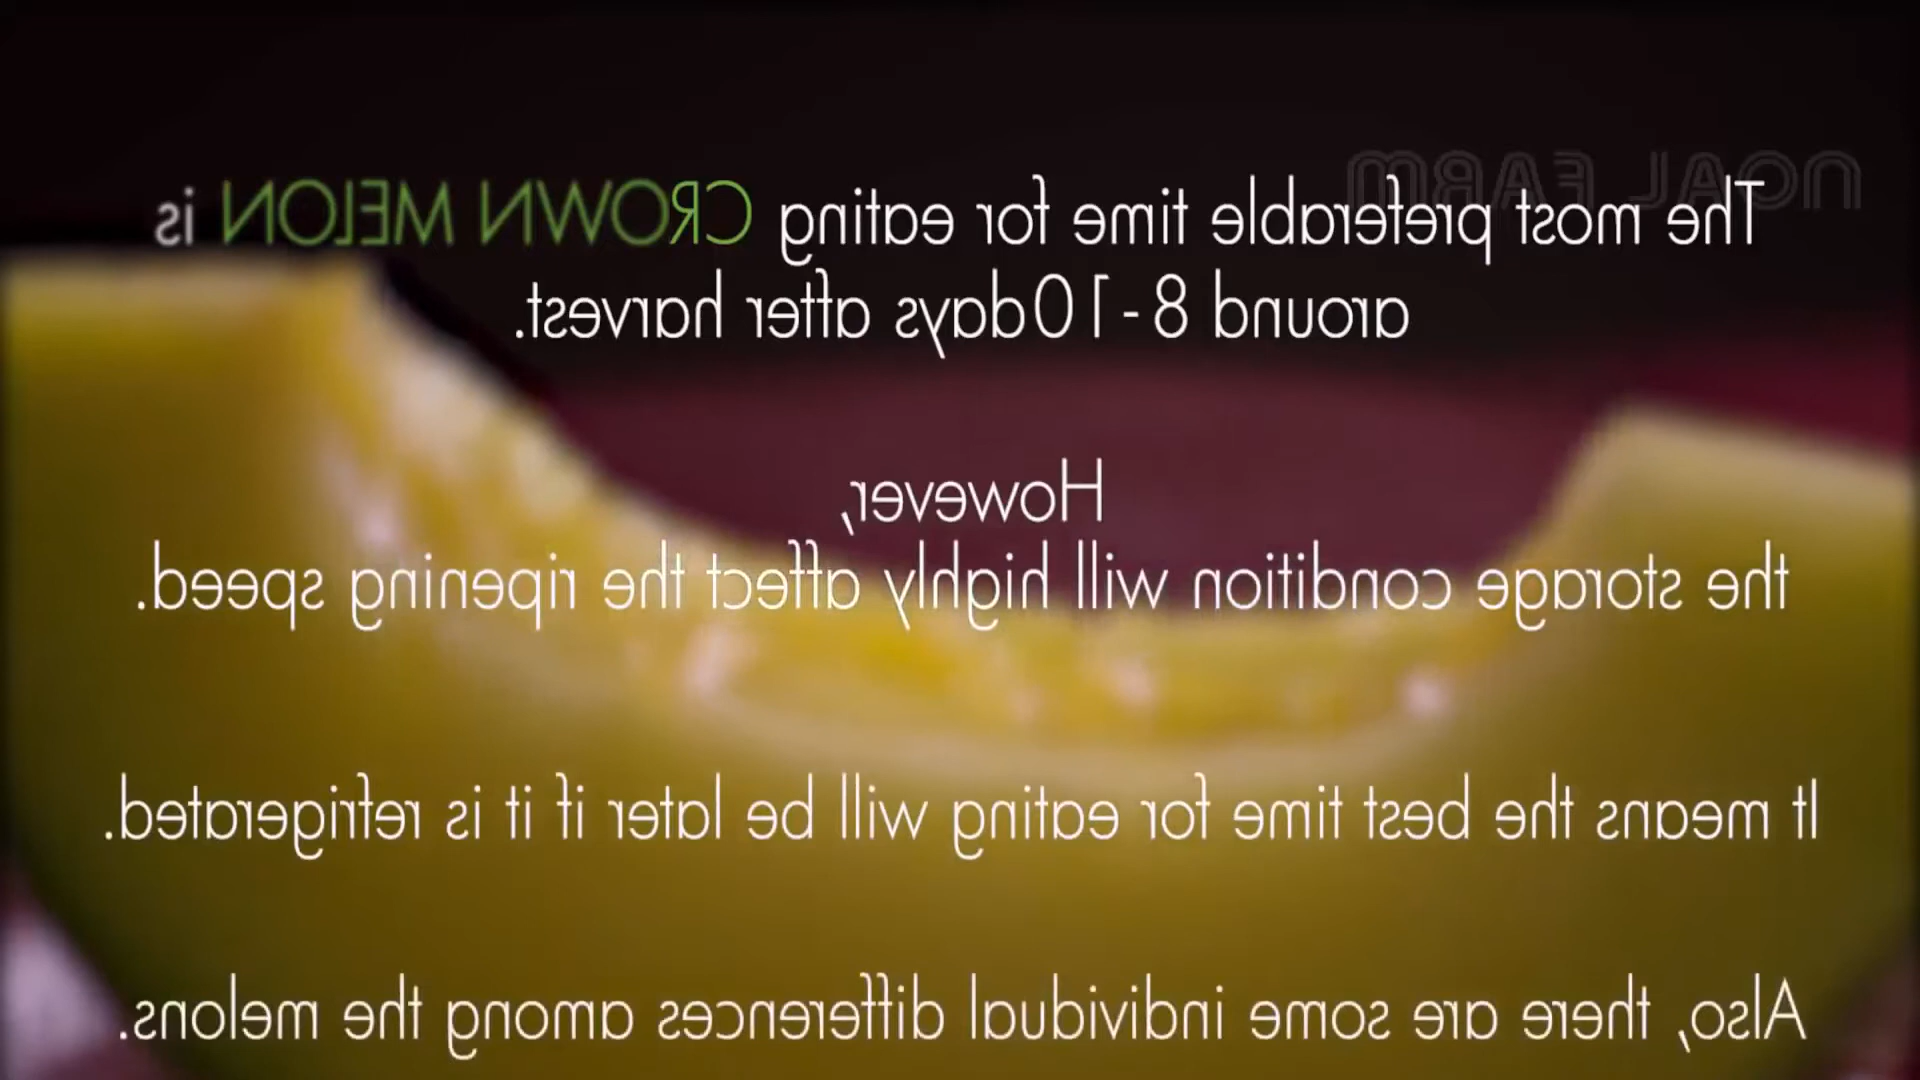 NOAL FARM
The most preferable time for eating CROWN MELON is
around 8-10days after harvest.
However,
the storage condition will highly affect the ripening speed.
It means the best time for eating will be later if it is refrigerated.
Also, there are some individual differences among the melons.